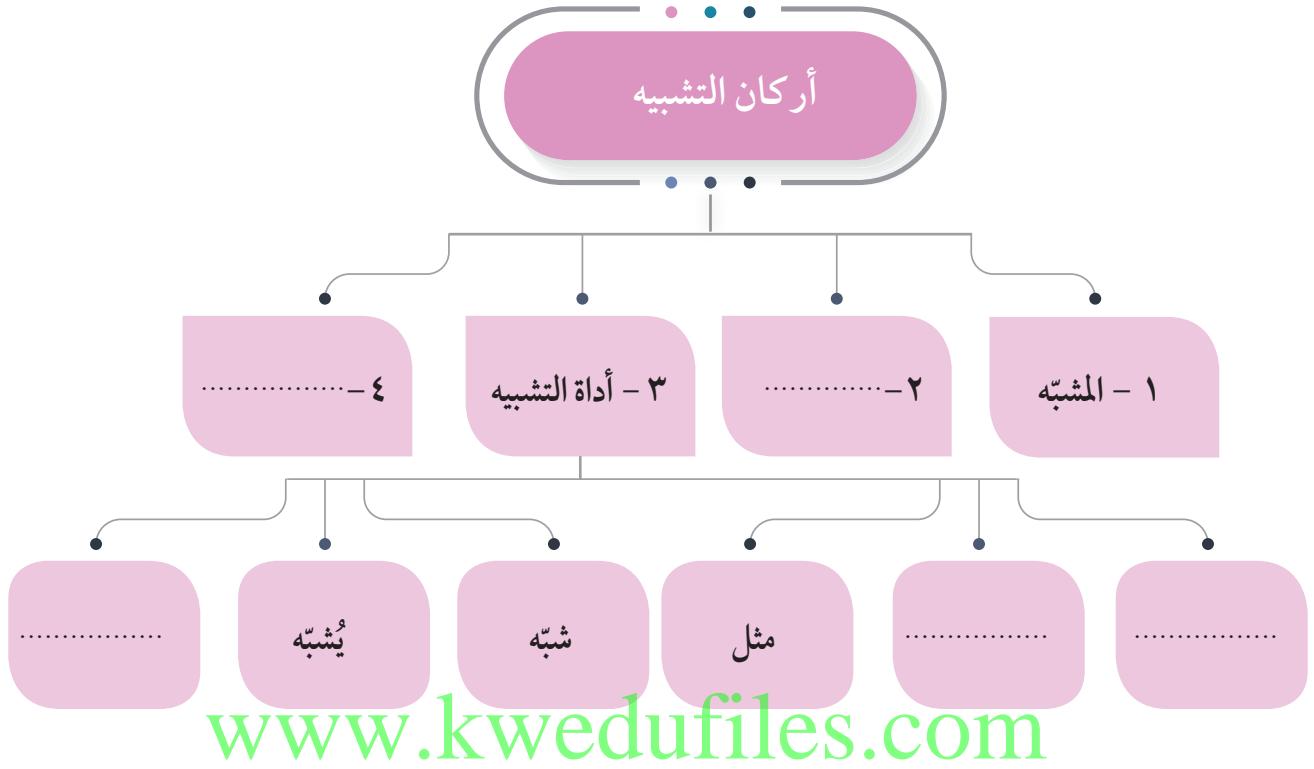 أركان التشبيه
١ - المشبّه
٢-..............
٣ - أداة التشبيه
٤-.................
.................
.................
مثل
شبّه
يُشبّه
.................
www.kwedufiles.com